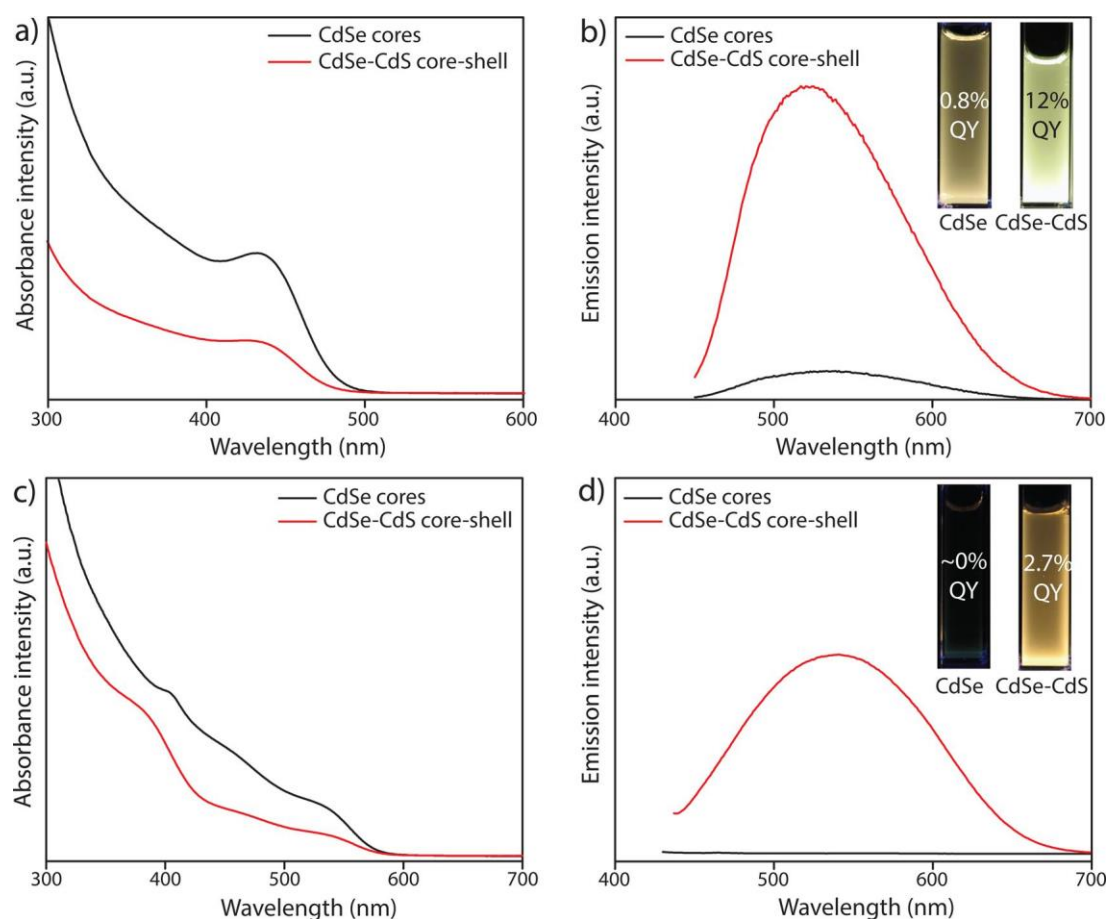 a)
CdSe cores
CdSe-CdS core-shell
Absorbance intensity (a.u.)
300 400 500 600
Wavelength (nm)
b)
CdSe cores
CdSe-CdS core-shell
0.8% QY
12% QY
CdSe CdSe-CdS
Emission intensity (a.u.)
400 500 600 700
Wavelength (nm)
c)
CdSe cores
CdSe-CdS core-shell
Absorbance intensity (a.u.)
300 400 500 600 700
Wavelength (nm)
d)
CdSe cores
CdSe-CdS core-shell
~0% QY
2.7% QY
CdSe CdSe-CdS
Emission intensity (a.u.)
400 500 600 700
Wavelength (nm)